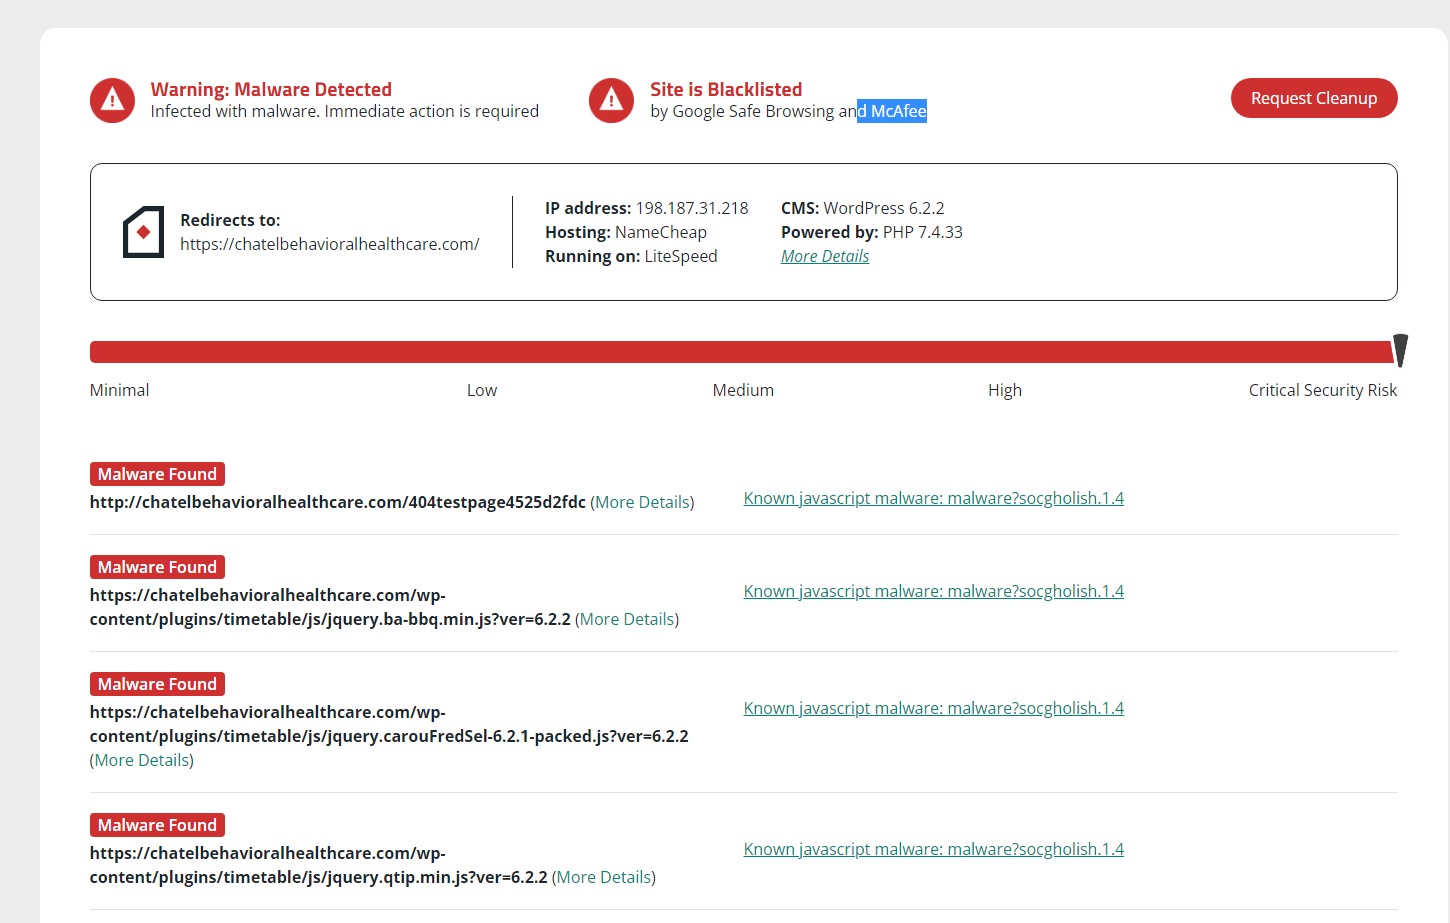 Warning: Malware Detected
Infected with malware. Immediate action is required
Site is Blacklisted
by Google Safe Browsing and McAfee
Request Cleanup
Redirects to:
https://chatelbehavioralhealthcare.com/
IP address: 198.187.31.218
Hosting: NameCheap
Running on: LiteSpeed
CMS: WordPress 6.2.2
Powered by: PHP 7.4.33
More Details
Minimal
Low
Medium
High
Critical Security Risk
Malware Found
http://chatelbehavioralhealthcare.com/404testpage4525d2fdc (More Details)
Known javascript malware: malware?socgholish.1.4
Malware Found
https://chatelbehavioralhealthcare.com/wp-
content/plugins/timetable/js/jquery.ba-bbq.min.js?ver=6.2.2 (More Details)
Known javascript malware: malware?socgholish.1.4
Malware Found
https://chatelbehavioralhealthcare.com/wp-
content/plugins/timetable/js/jquery.carouFredSel-6.2.1-packed.js?ver=6.2.2
(More Details)
Known javascript malware: malware?socgholish.1.4
Malware Found
https://chatelbehavioralhealthcare.com/wp-
content/plugins/timetable/js/jquery.qtip.min.js?ver=6.2.2 (More Details)
Known javascript malware: malware?socgholish.1.4